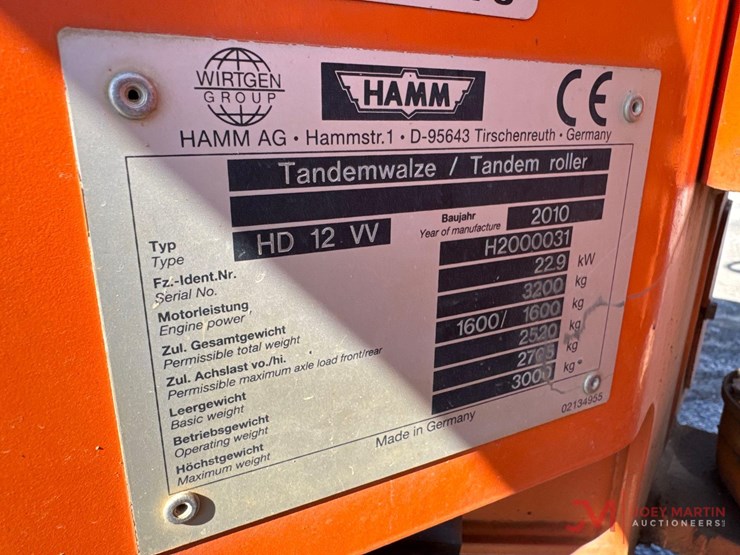 WIRTGEN
GROUP
HAMM
CE
HAMM AG · Hammstr.1 · D-95643 Tirschenreuth · Germany
Tandemwalze / Tandem roller
Typ
Type
HD 12 VV
Baujahr
Year of manufacture
2010
Fz.-Ident.Nr.
Serial No.
H2000031
Motorleistung
Engine power
22.9 kW
Zul. Gesamtgewicht
Permissible total weight
3200 kg
Zul. Achslast vo./hi.
Permissible maximum axle load front/rear
1600/ 1600 kg
Leergewicht
Basic weight
2520 kg
Betriebsgewicht
Operating weight
2705 kg
Höchstgewicht
Maximum weight
3000 kg
Made in Germany
02134955
JOEY MARTIN
AUCTIONEERS